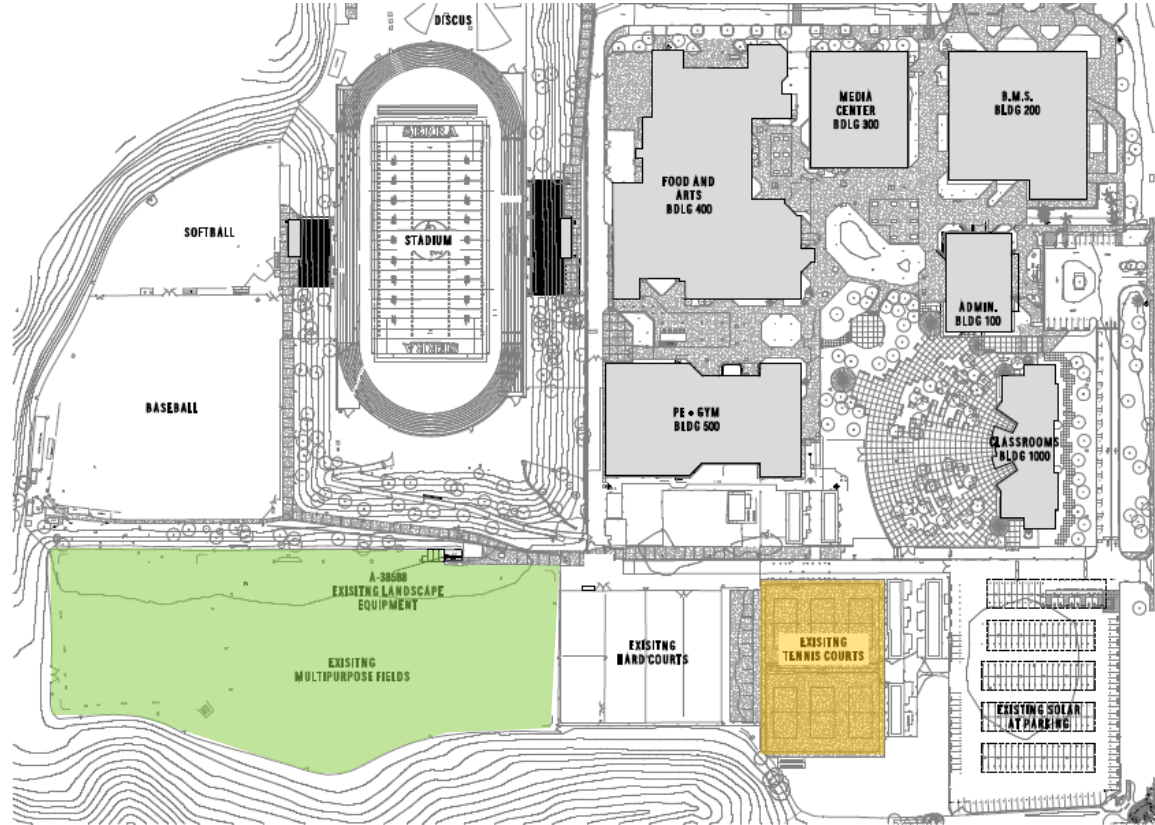 DISCUS
SERRA
SOFTBALL
STADIUM
SERRA
BASEBALL
FOOD AND
ARTS
BDLG 400
MEDIA
CENTER
BDLG 300
B.M.S.
BLDG 200
ADMIN.
BLDG 100
PE + GYM
BLDG 500
CLASSROOMS
BLDG 1000
A-38588
EXISITNG LANDSCAPE
EQUIPMENT
EXISITNG
MULTIPURPOSE FIELDS
EXISITNG
HARD COURTS
EXISITNG
TENNIS COURTS
EXISTING SOLAR
AT PARKING